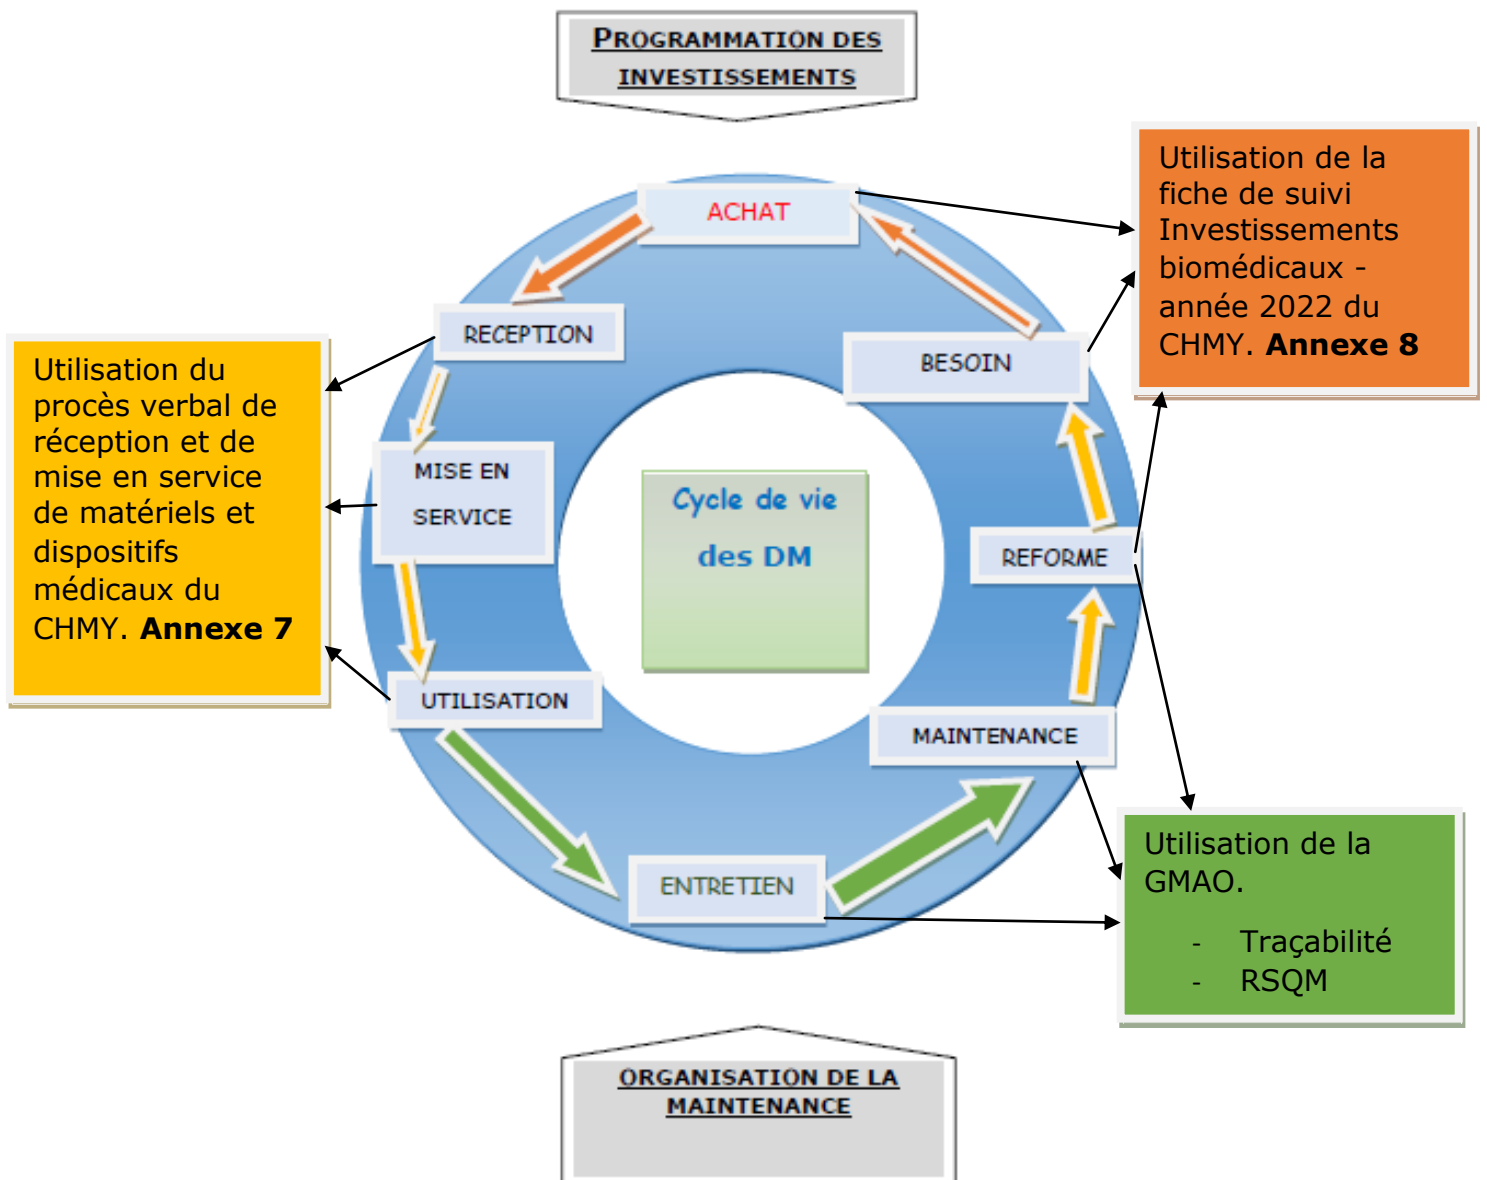 PROGRAMMATION DES
INVESTISSEMENTS
Utilisation de la
fiche de suivi
Investissements
biomédicaux -
année 2022 du
CHMY. Annexe 8
ACHAT
RECEPTION
BESOIN
Utilisation du
procès verbal de
réception et de
mise en service
de matériels et
dispositifs
médicaux du
CHMY. Annexe 7
MISE EN
SERVICE
Cycle de vie
des DM
REFORME
UTILISATION
MAINTENANCE
ENTRETIEN
Utilisation de la
GMAO.
- Traçabilité
- RSQM
ORGANISATION DE LA
MAINTENANCE